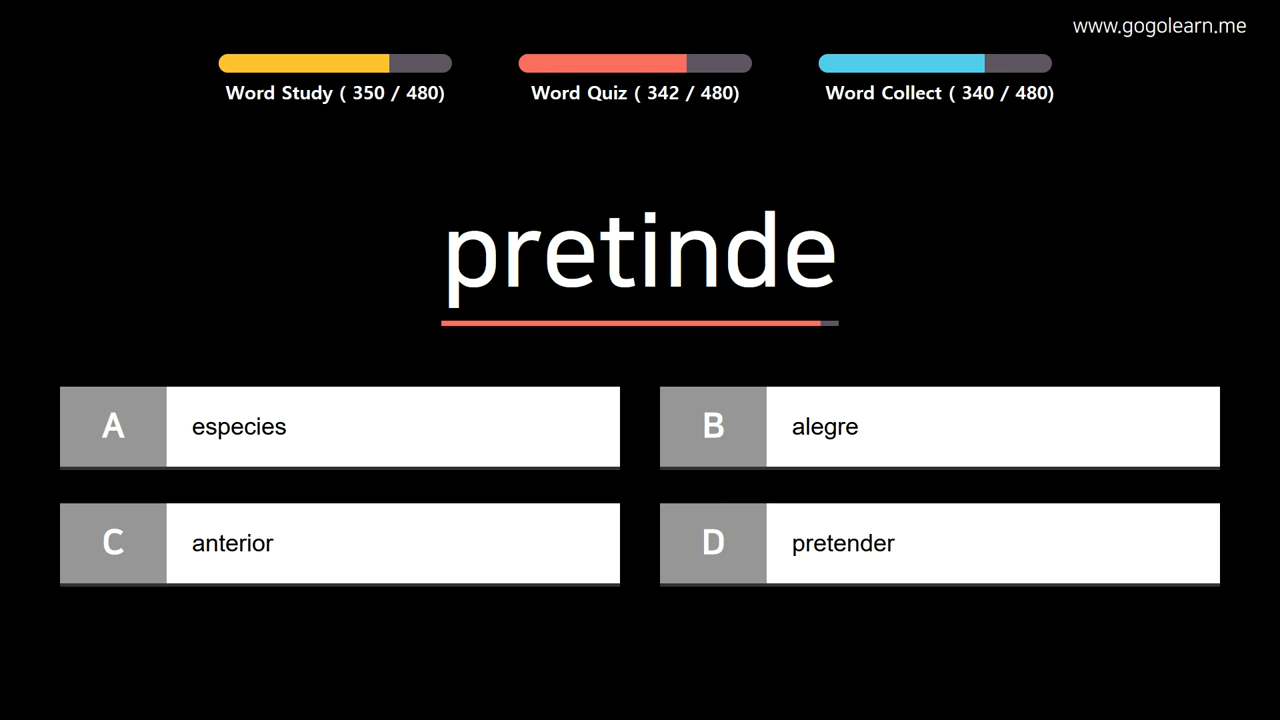 www.gogolearn.me
Word Study ( 350 / 480)
Word Quiz ( 342 / 480)
Word Collect ( 340 / 480)
pretinde
A especies
B alegre
C anterior
D pretender